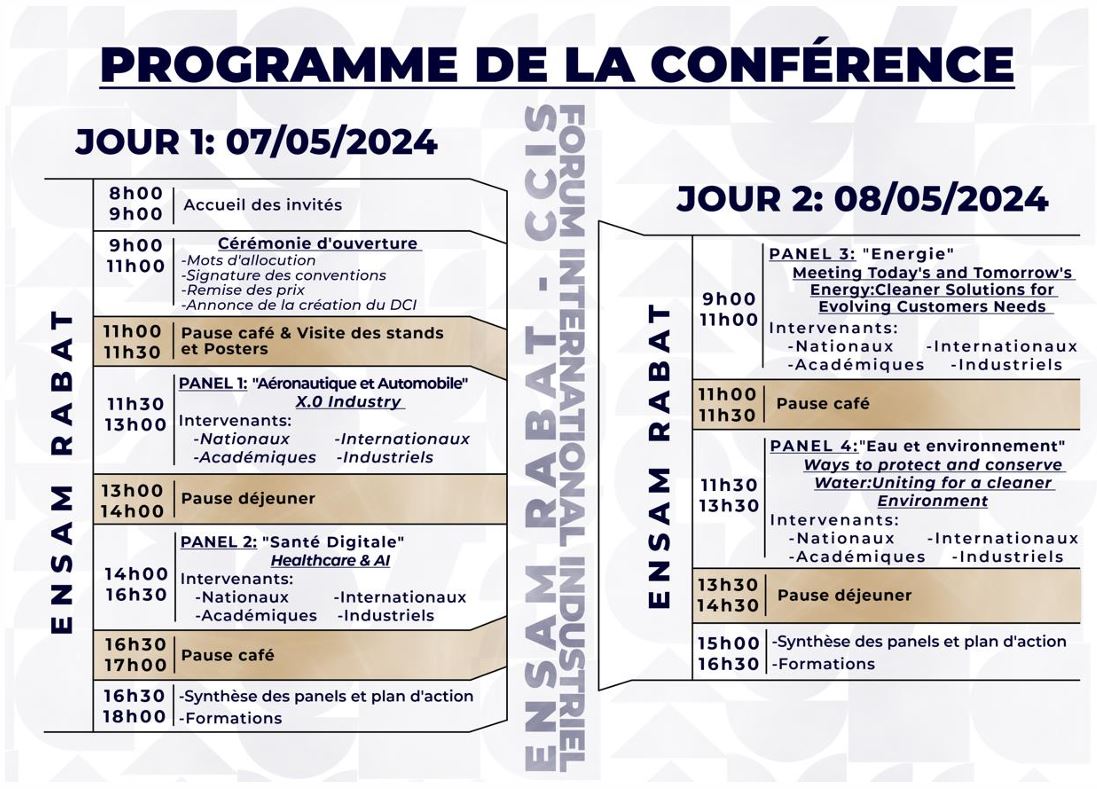 PROGRAMME DE LA CONFÉRENCE
JOUR 1: 07/05/2024
ENSAM RABAT
8h00
9h00
Accueil des invités
9h00
11h00
Cérémonie d'ouverture
-Mots d'allocution
-Signature des conventions
-Remise des prix
-Annonce de la création du DCI
11h00
11h30
Pause café & Visite des stands
et Posters
11h30
13h00
PANEL 1: "Aéronautique et Automobile"
X.0 Industry
Intervenants:
-Nationaux -Internationaux
-Académiques -Industriels
13h00
14h00
Pause déjeuner
14h00
16h30
PANEL 2: "Santé Digitale"
Healthcare & AI
Intervenants:
-Nationaux -Internationaux
-Académiques -Industriels
16h30
17h00
Pause café
16h30
18h00
-Synthèse des panels et plan d'action
-Formations
ENSAM RABAT - CCIS
FORUM INTERNATIONAL INDUSTRIEL
JOUR 2: 08/05/2024
ENSAM RABAT
9h00
11h00
PANEL 3: "Energie"
Meeting Today's and Tomorrow's
Energy:Cleaner Solutions for
Evolving Customers Needs
Intervenants:
-Nationaux -Internationaux
-Académiques -Industriels
11h00
11h30
Pause café
11h30
13h30
PANEL 4:"Eau et environnement"
Ways to protect and conserve
Water:Uniting for a cleaner
Environment
Intervenants:
-Nationaux -Internationaux
-Académiques -Industriels
13h30
14h30
Pause déjeuner
15h00
16h30
-Synthèse des panels et plan d'action
-Formations